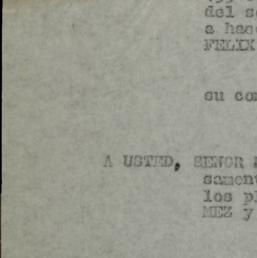 del s
a hac
FELIX
su co
A USTED, SEÑOR
samen
los p
MEZ y